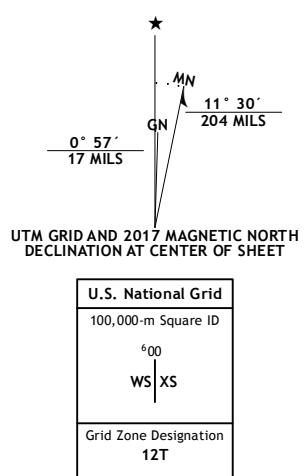 ★
MN
GN
11° 30´
204 MILS
0° 57´
17 MILS
UTM GRID AND 2017 MAGNETIC NORTH
DECLINATION AT CENTER OF SHEET
U.S. National Grid
100,000-m Square ID
⁶00
WS XS
Grid Zone Designation
12T